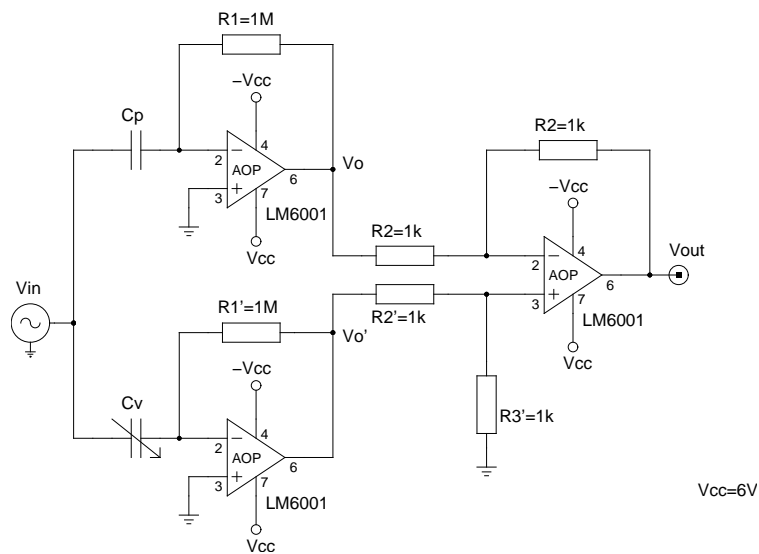 R1=1M
−Vcc
Cp
4
2
AOP
6
3
7
Vo
LM6001
Vcc
R2=1k
−Vcc
R2=1k
4
2
AOP
6
3
7
Vout
LM6001
Vcc
Vin
R1'=1M
Vo'
R2'=1k
−Vcc
Cv
4
2
AOP
6
3
7
LM6001
Vcc
R3'=1k
Vcc=6V